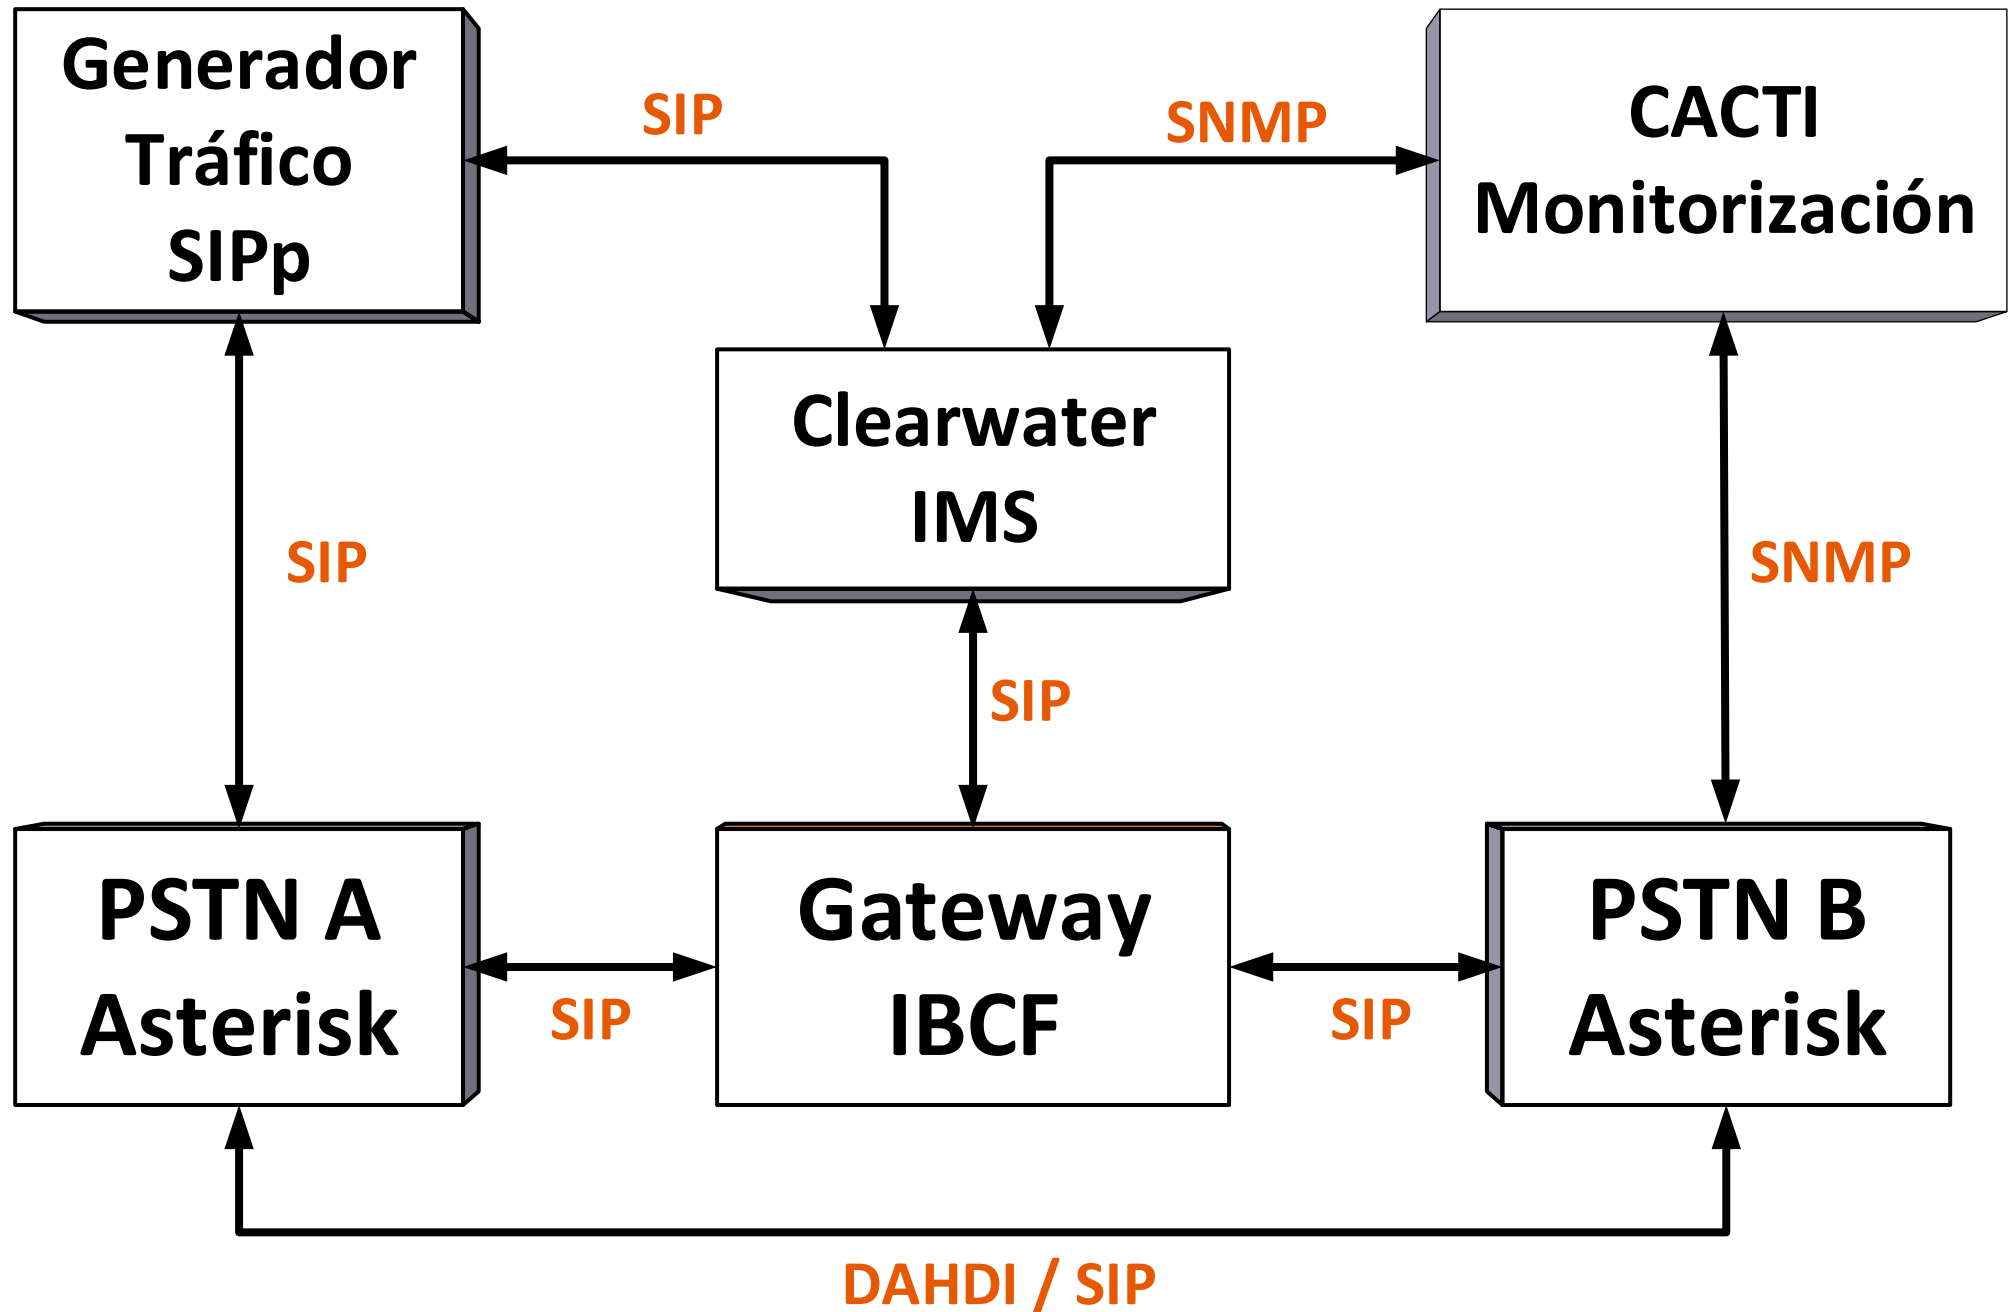 Generador
Tráfico
SIPp
SIP
SNMP
CACTI
Monitorización
Clearwater
IMS
SIP
SNMP
SIP
PSTN A
Asterisk
SIP
Gateway
IBCF
SIP
PSTN B
Asterisk
DAHDI / SIP